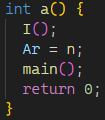 int a() {
I();
Ar = n;
main();
return 0;
}